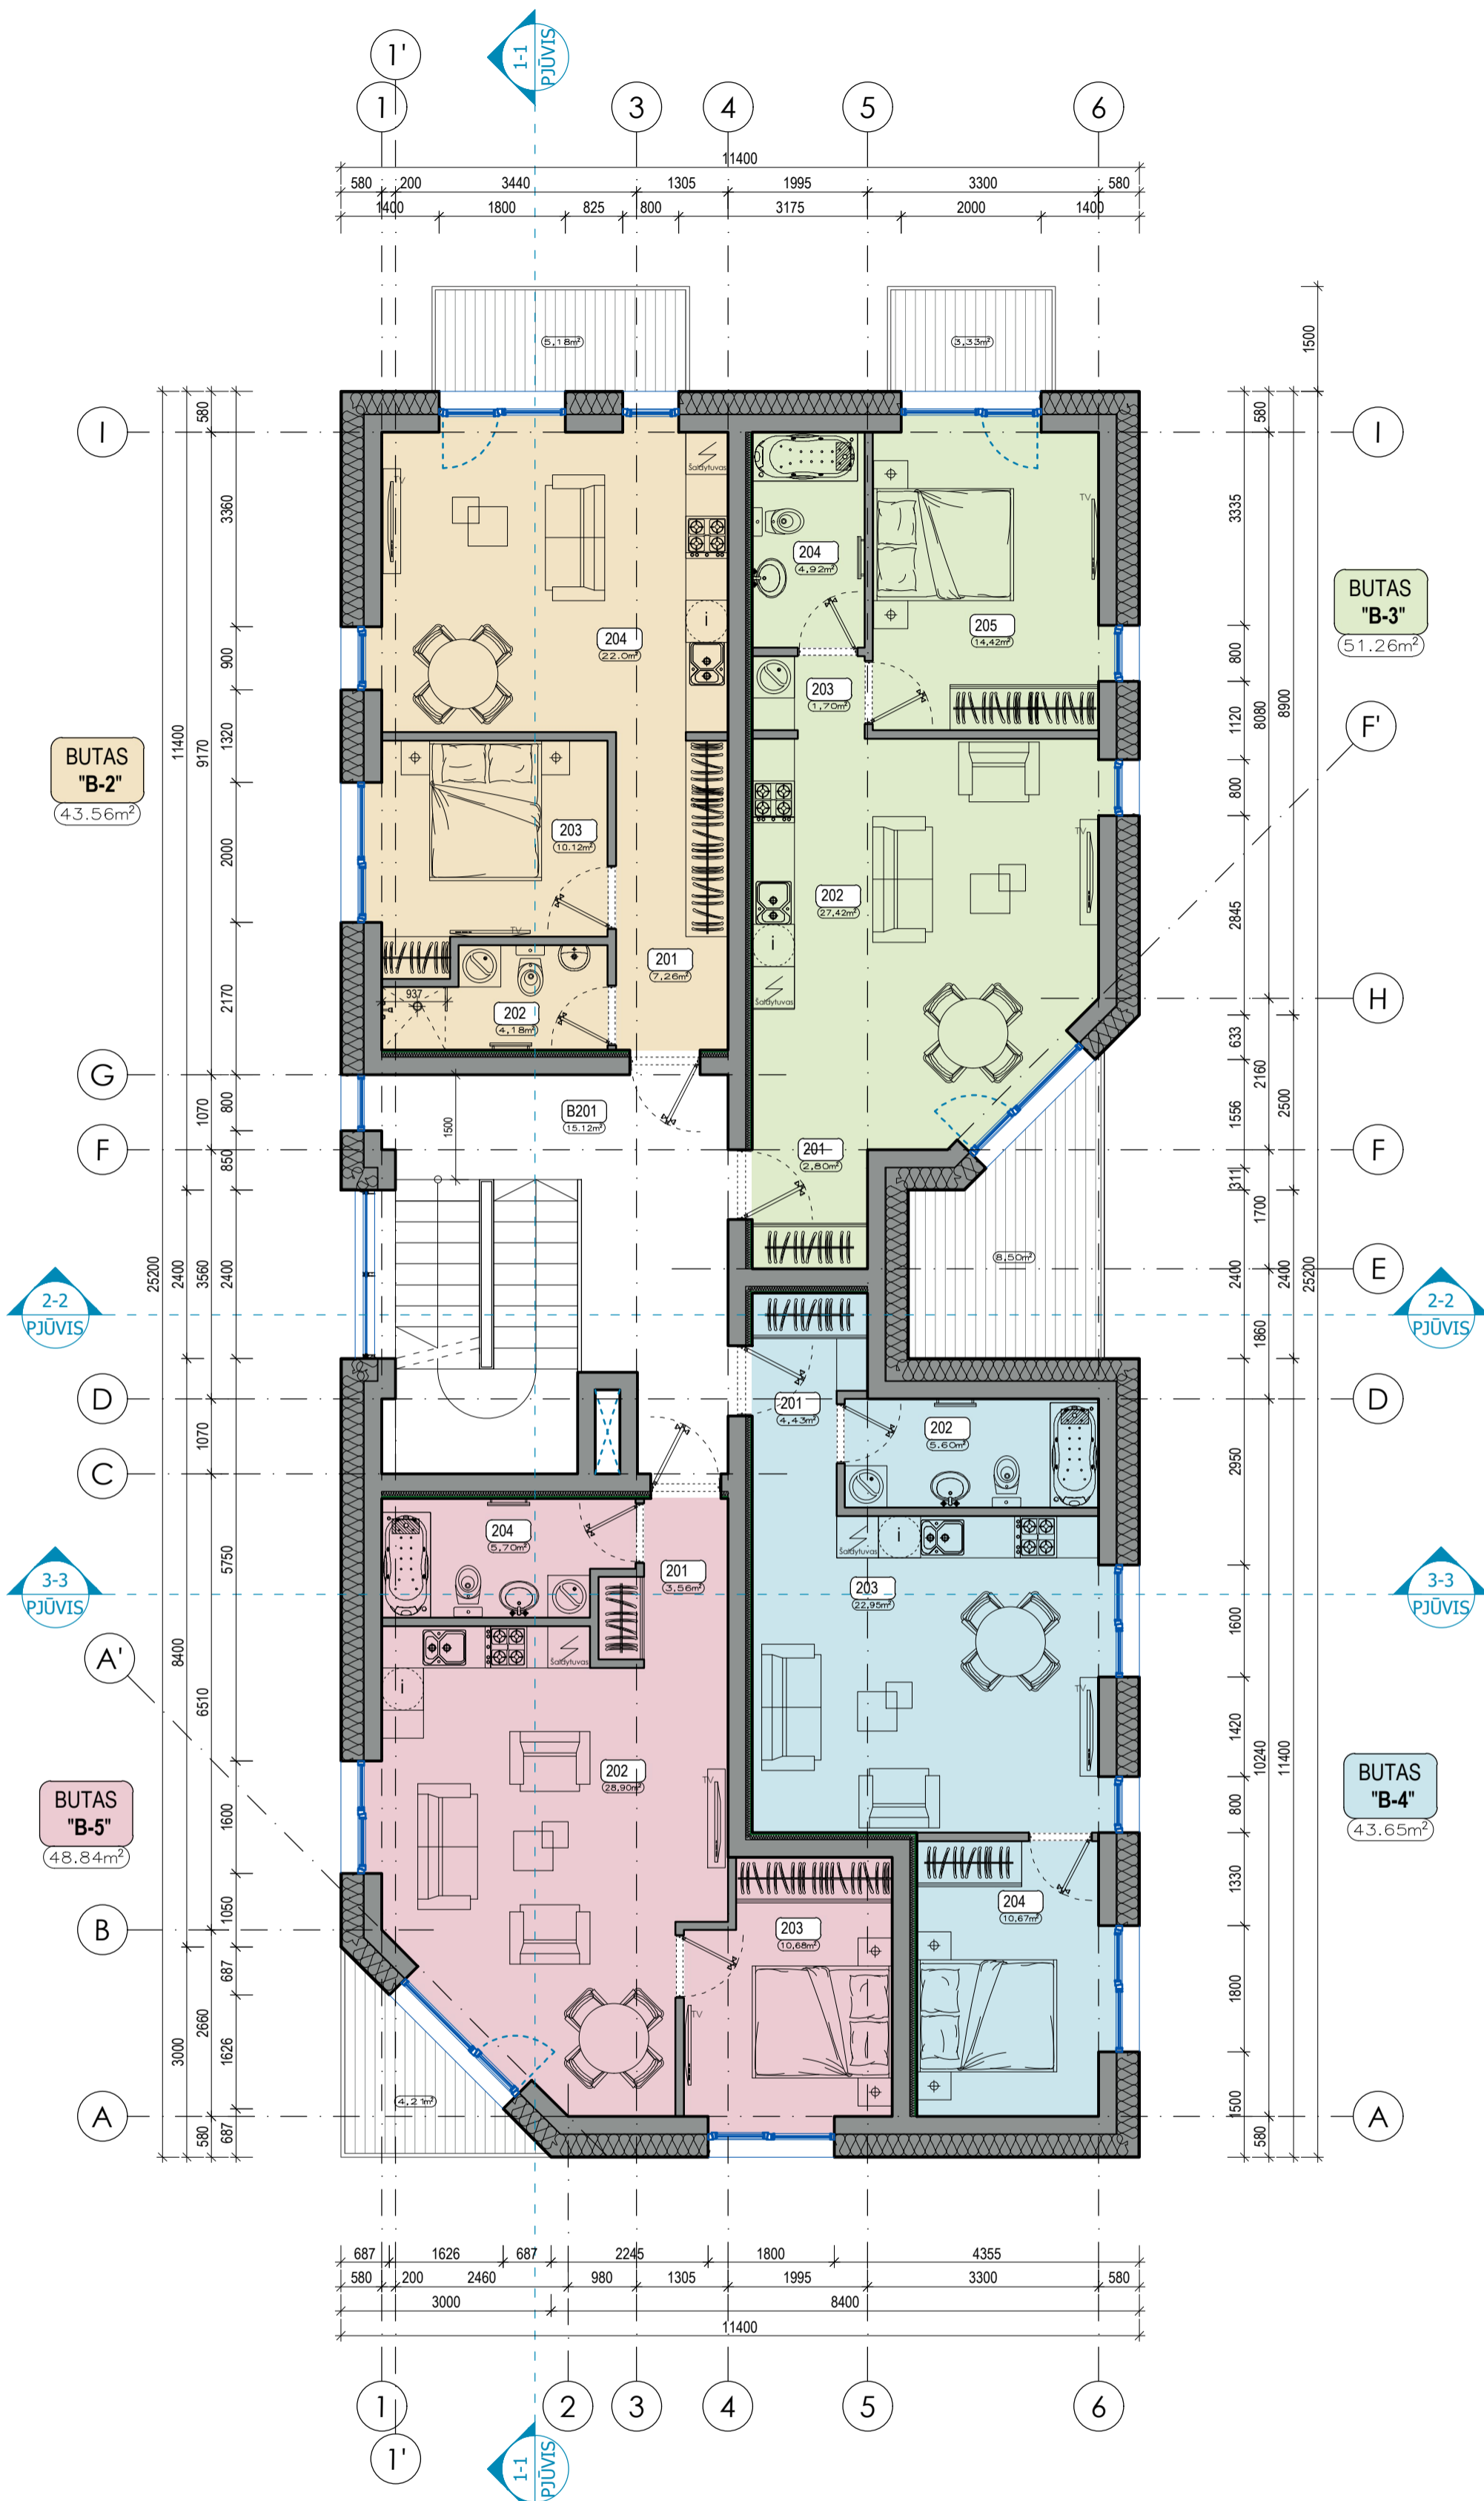 1'
1-1
PJŪVIS
1
3
4
5
6
11400
580
200
3440
1305
1995
3300
580
1400
1800
825
800
3175
2000
1400
5,18m²
3,33m²
1500
I
I
580
580
Šaldytuvas
TV
TV
3360
3335
204
4,92m²
BUTAS
"B-3"
51.26m²
204
22.0m²
i
205
14,42m²
900
800
203
1,70m²
1120
8080
8900
F'
BUTAS
"B-2"
43.56m²
11400
9170
1320
800
TV
203
10.12m²
2000
202
27.42m²
i
Šaldytuvas
2845
TV
201
7,26m²
937
202
4,18m²
2170
H
633
2160
2500
1556
G
B201
15.12m²
1070
800
1500
F
F
850
201
2,80m²
311
1700
8,50m²
E
25200
2400
3560
2400
2400
2400
25200
2-2
PJŪVIS
2-2
PJŪVIS
1860
D
D
201
4,43m²
202
5.60m²
1070
C
2950
204
5,70m²
201
3,56m²
Šaldytuvas
i
5750
3-3
PJŪVIS
3-3
PJŪVIS
203
22,95m²
1600
A'
8400
6510
Šaldytuvas
i
TV
1420
10240
11400
BUTAS
"B-5"
48.84m²
202
28,90m²
TV
BUTAS
"B-4"
43.65m²
1600
800
1330
204
10,67m²
1050
B
203
10,68m²
687
TV
1800
3000
2660
1626
4,21m²
A
A
580
687
1500
580
687
1626
687
2245
1800
4355
580
200
2460
980
1305
1995
3300
580
3000
8400
11400
1
2
3
4
5
6
1'
1-1
PJŪVIS